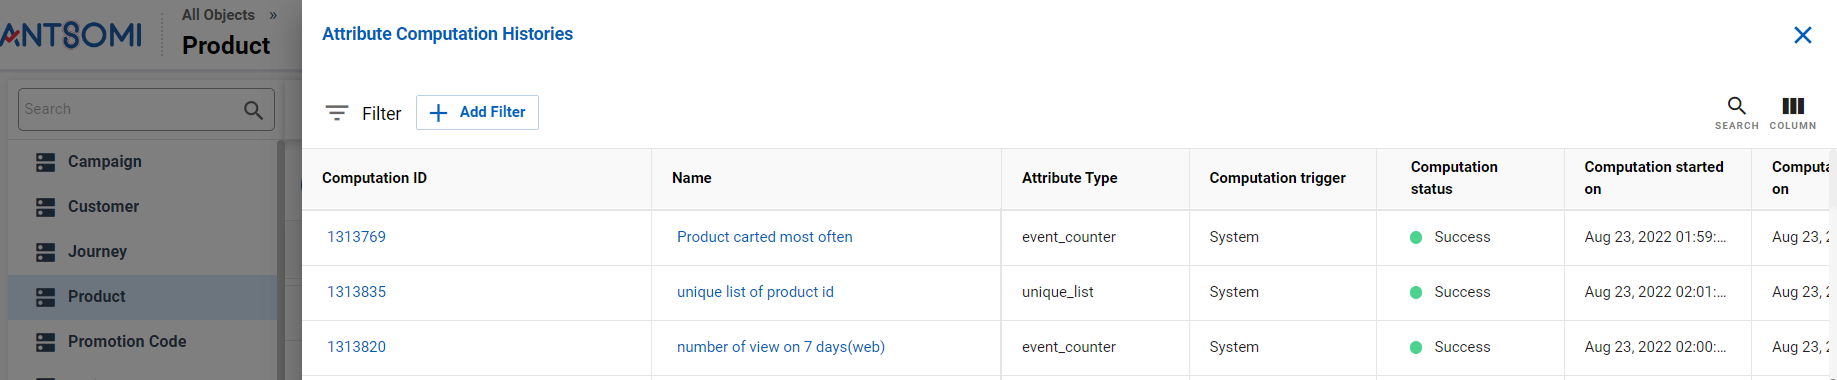 ANTSOMI
All Objects »
Product
Search
Campaign
Customer
Journey
Product
Promotion Code
Attribute Computation Histories
Filter
Add Filter
SEARCH
COLUMN
Computation ID
Name
Attribute Type
Computation trigger
Computation
status
Computation started
on
Computa
on
1313769 Product carted most often event_counter System Success Aug 23, 2022 01:59:... Aug 23, 2
1313835 unique list of product id unique_list System Success Aug 23, 2022 02:01:... Aug 23, 2
1313820 number of view on 7 days(web) event_counter System Success Aug 23, 2022 02:00:... Aug 23, 2